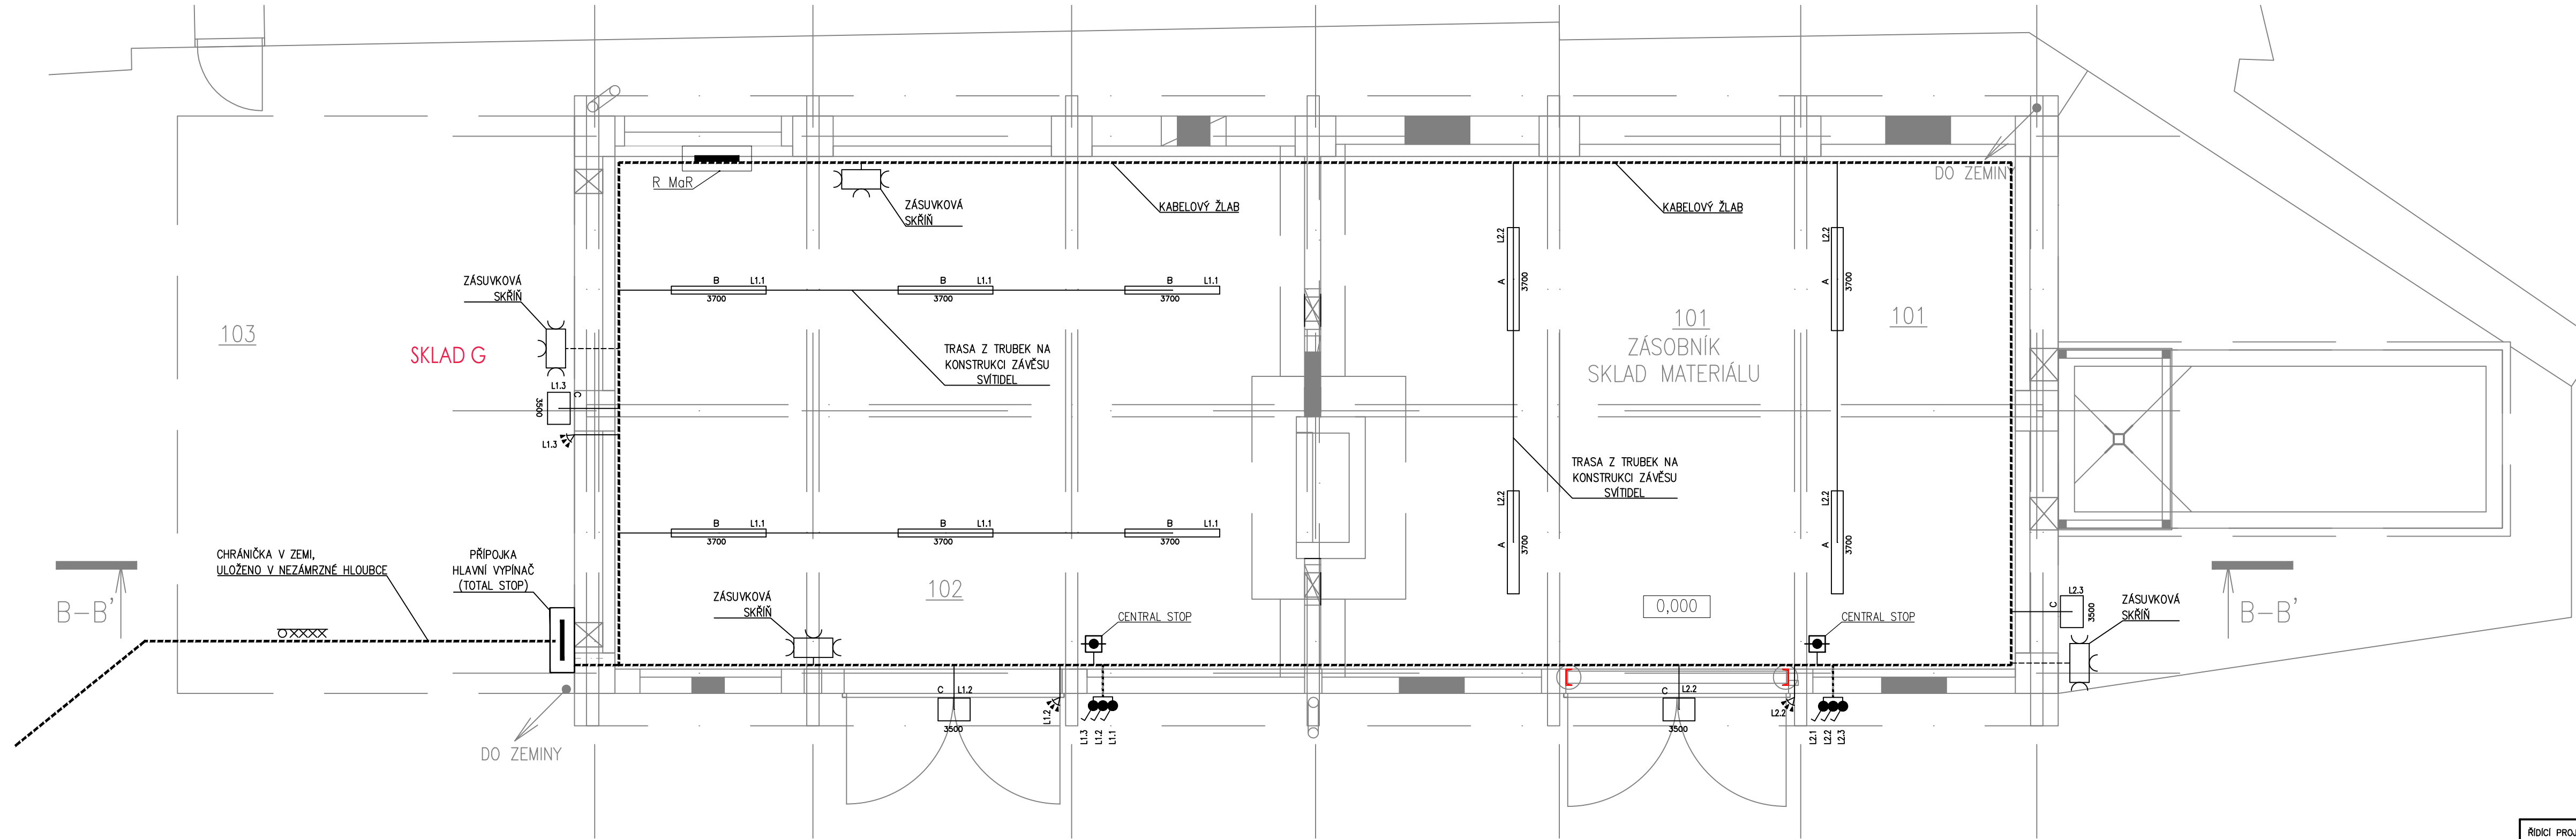 R MaR
ZÁSUVKOVÁ
SKŘÍŇ
KABELOVÝ ŽLAB
KABELOVÝ ŽLAB
DO ZEMINY
L2.2
A
3700
L2.2
A
3700
ZÁSUVKOVÁ
SKŘÍŇ
B
L1.1
3700
B
L1.1
3700
B
L1.1
3700
103
SKLAD G
TRASA Z TRUBEK NA
KONSTRUKCI ZÁVĚSU
SVÍTIDEL
101
ZÁSOBNÍK
SKLAD MATERIÁLU
101
L1.3
C
3500
L1.3
TRASA Z TRUBEK NA
KONSTRUKCI ZÁVĚSU
SVÍTIDEL
L2.2
A
3700
L2.2
A
3700
B
L1.1
3700
B
L1.1
3700
B
L1.1
3700
CHRÁNIČKA V ZEMI,
ULOŽENO V NEZÁMRZNÉ HLOUBCE
PŘÍPOJKA
HLAVNÍ VYPÍNAČ
(TOTAL STOP)
B-B'
102
ZÁSUVKOVÁ
SKŘÍŇ
CENTRAL STOP
0,000
CENTRAL STOP
L2.3
C
3500
ZÁSUVKOVÁ
SKŘÍŇ
B-B'
C
L1.2
3500
L1.2
L1.3
L1.2
L1.1
C
L2.2
3500
L2.2
L2.1
L2.2
L2.3
DO ZEMINY